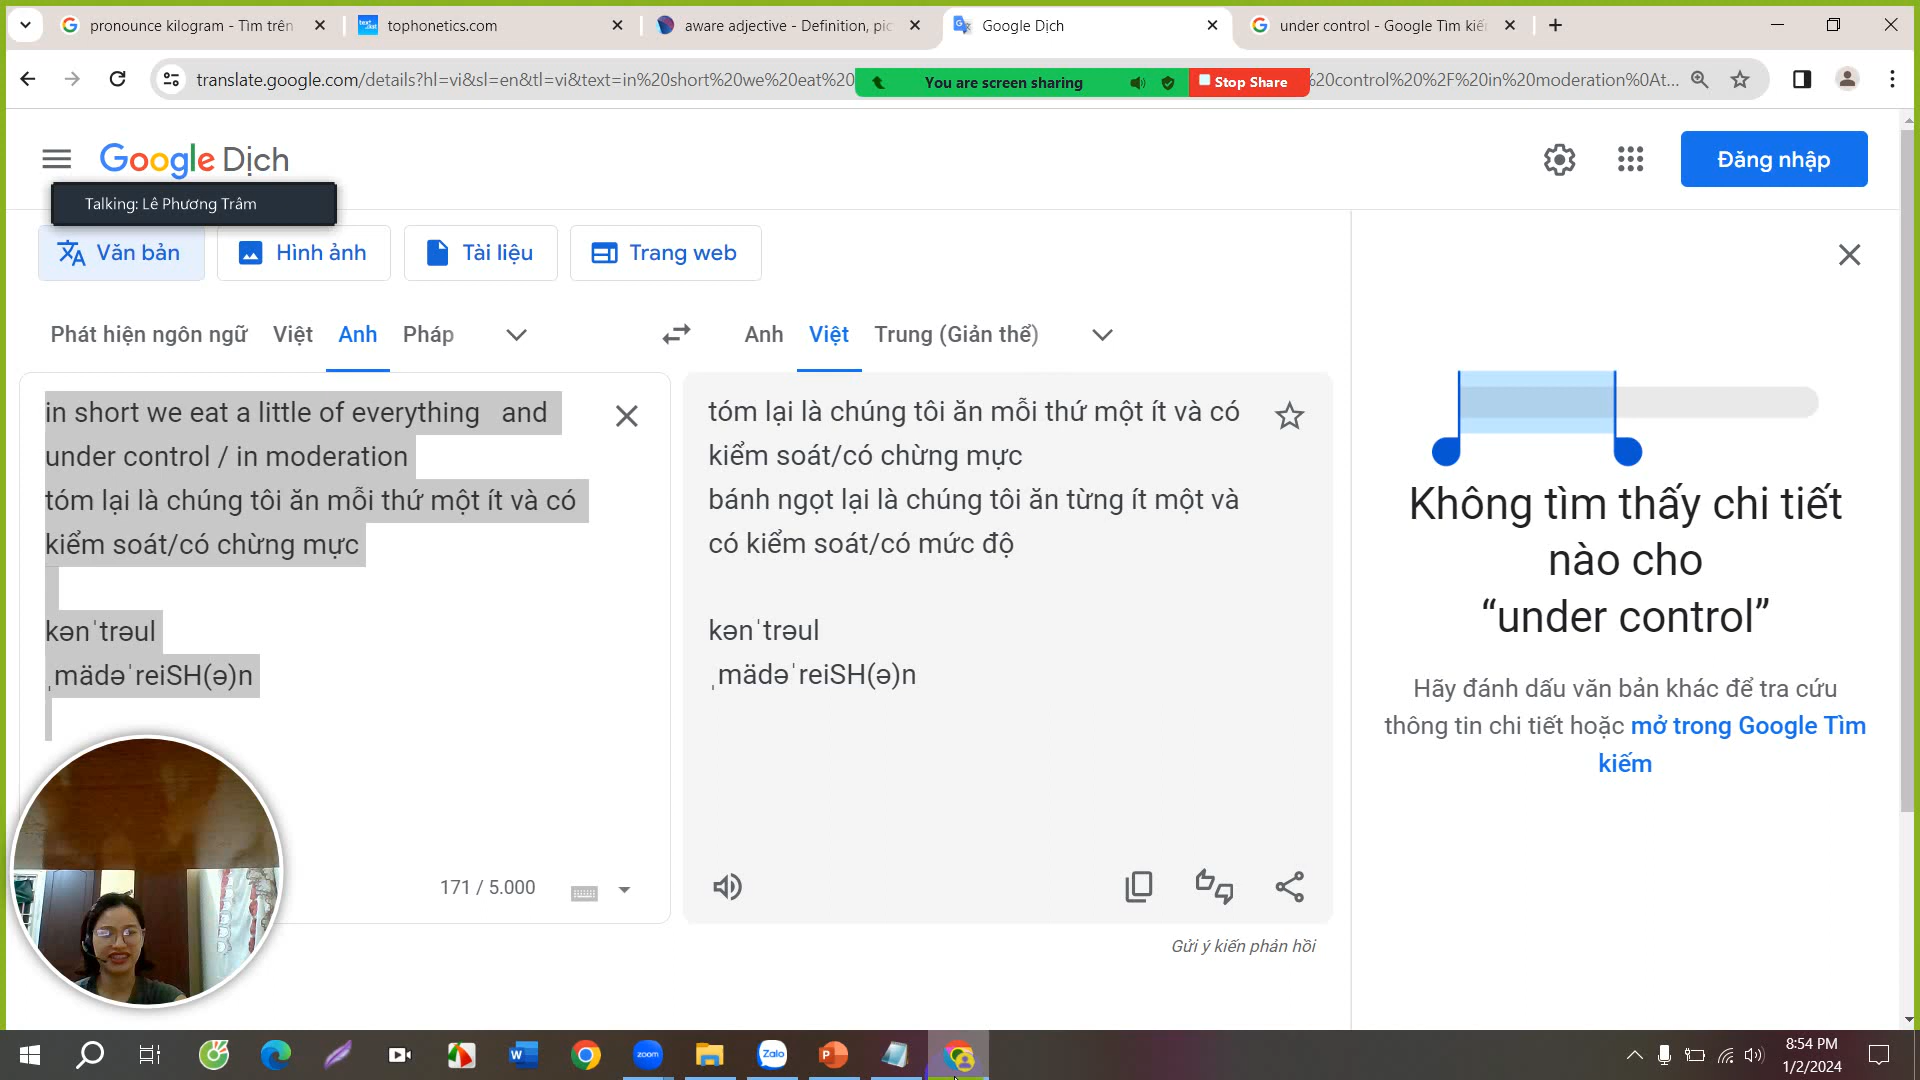 pronounce kilogram - Tìm trên
tophonetics.com
aware adjective - Definition, pic
Google Dịch
under control - Google Tìm kiế
translate.google.com/details?hl=vi&sl=en&tl=vi&text=in%20short%20we%20eat%20
You are screen sharing
Stop Share
%20control%20%2F%20in%20moderation%0At...
Google Dịch
Đăng nhập
Talking: Lê Phương Trâm
Văn bản
Hình ảnh
Tài liệu
Trang web
Phát hiện ngôn ngữ
Việt
Anh
Pháp
Anh
Việt
Trung (Giản thể)
in short we eat a little of everything   and
under control / in moderation
tóm lại là chúng tôi ăn mỗi thứ một ít và có
kiểm soát/có chừng mực
kənˈtrəul
ˌmädəˈreiSH(ə)n
171 / 5.000
tóm lại là chúng tôi ăn mỗi thứ một ít và có
kiểm soát/có chừng mực
bánh ngọt lại là chúng tôi ăn từng ít một và
có kiểm soát/có mức độ
kənˈtrəul
ˌmädəˈreiSH(ə)n
Gửi ý kiến phản hồi
Không tìm thấy chi tiết
nào cho
“under control”
Hãy đánh dấu văn bản khác để tra cứu
thông tin chi tiết hoặc mở trong Google Tìm
kiếm
zoom
Zalo
8:54 PM
1/2/2024